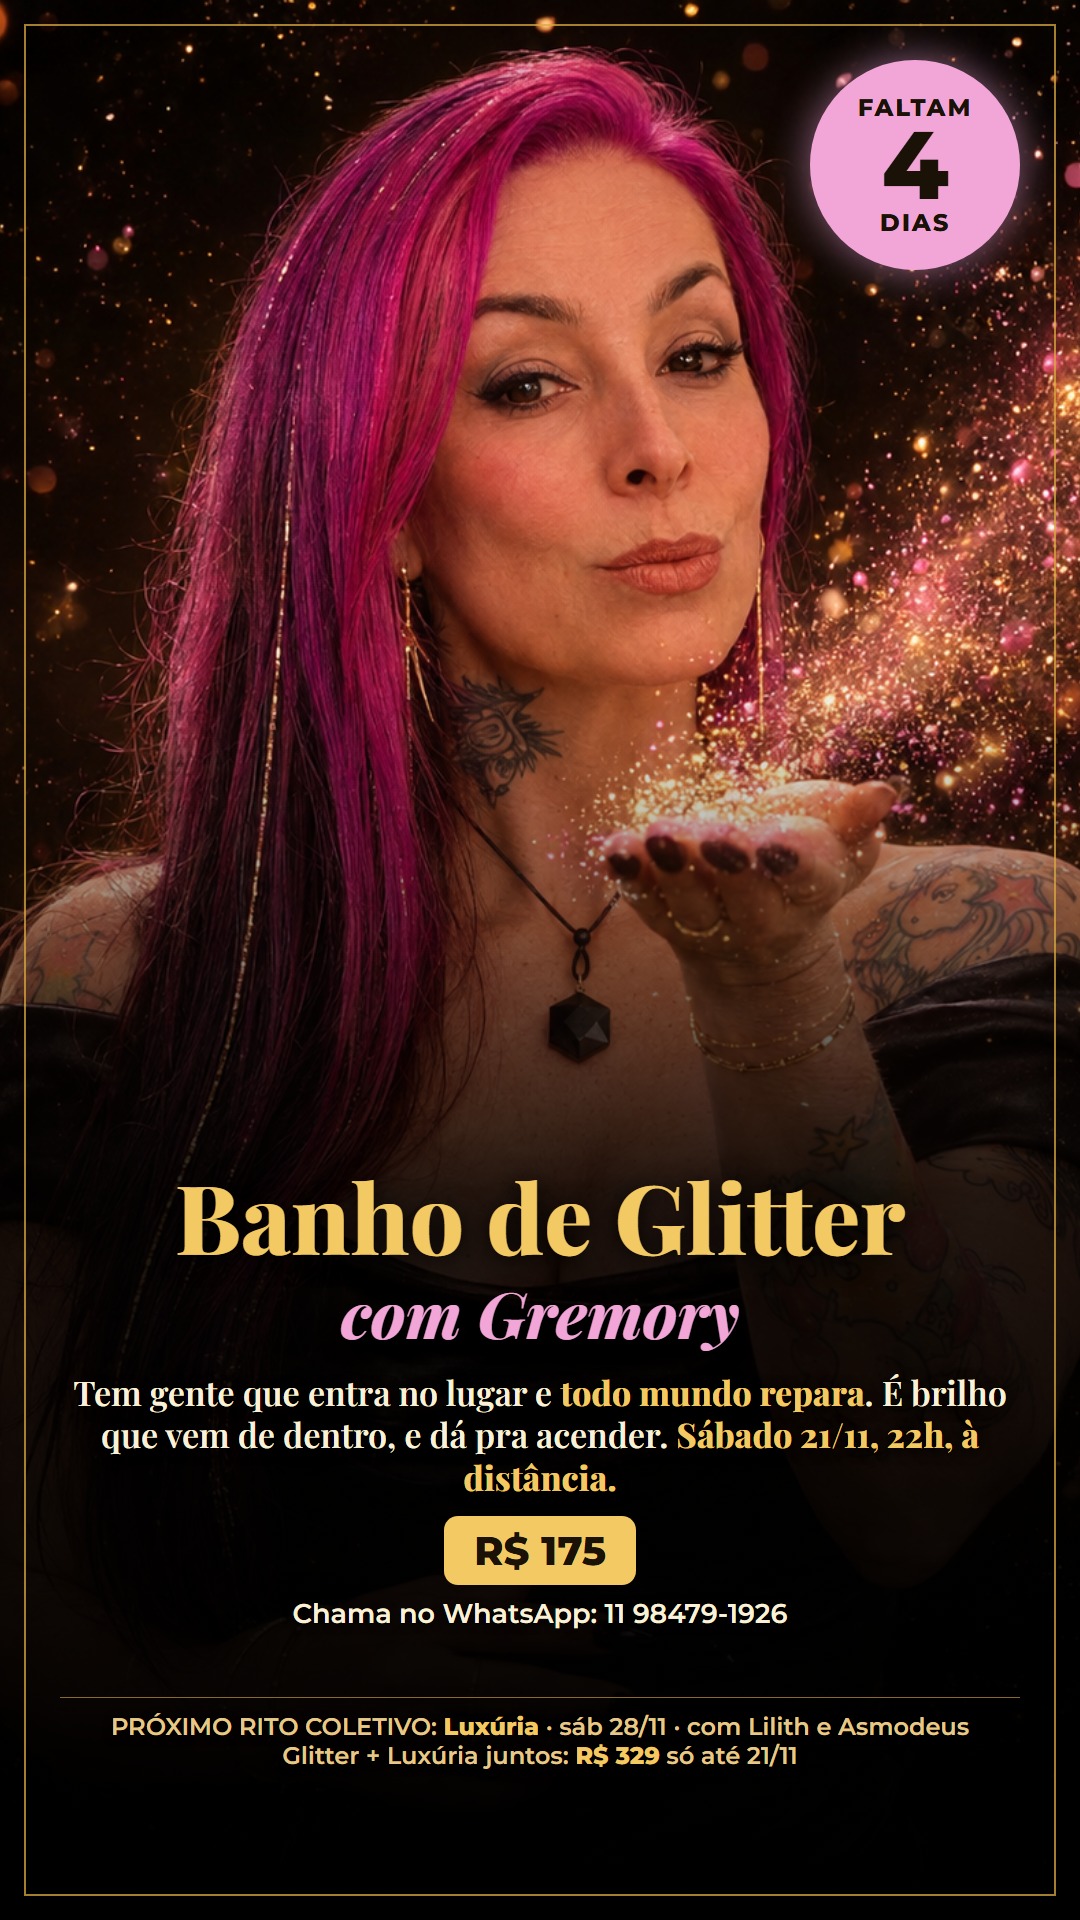 FALTAM
4
DIAS
Banho de Glitter
com Gremory
Tem gente que entra no lugar e todo mundo repara. É brilho
que vem de dentro, e dá pra acender. Sábado 21/11, 22h, à
distância.
R$ 175
Chama no WhatsApp: 11 98479-1926
PRÓXIMO RITO COLETIVO: Luxúria · sáb 28/11 · com Lilith e Asmodeus
Glitter + Luxúria juntos: R$ 329 só até 21/11